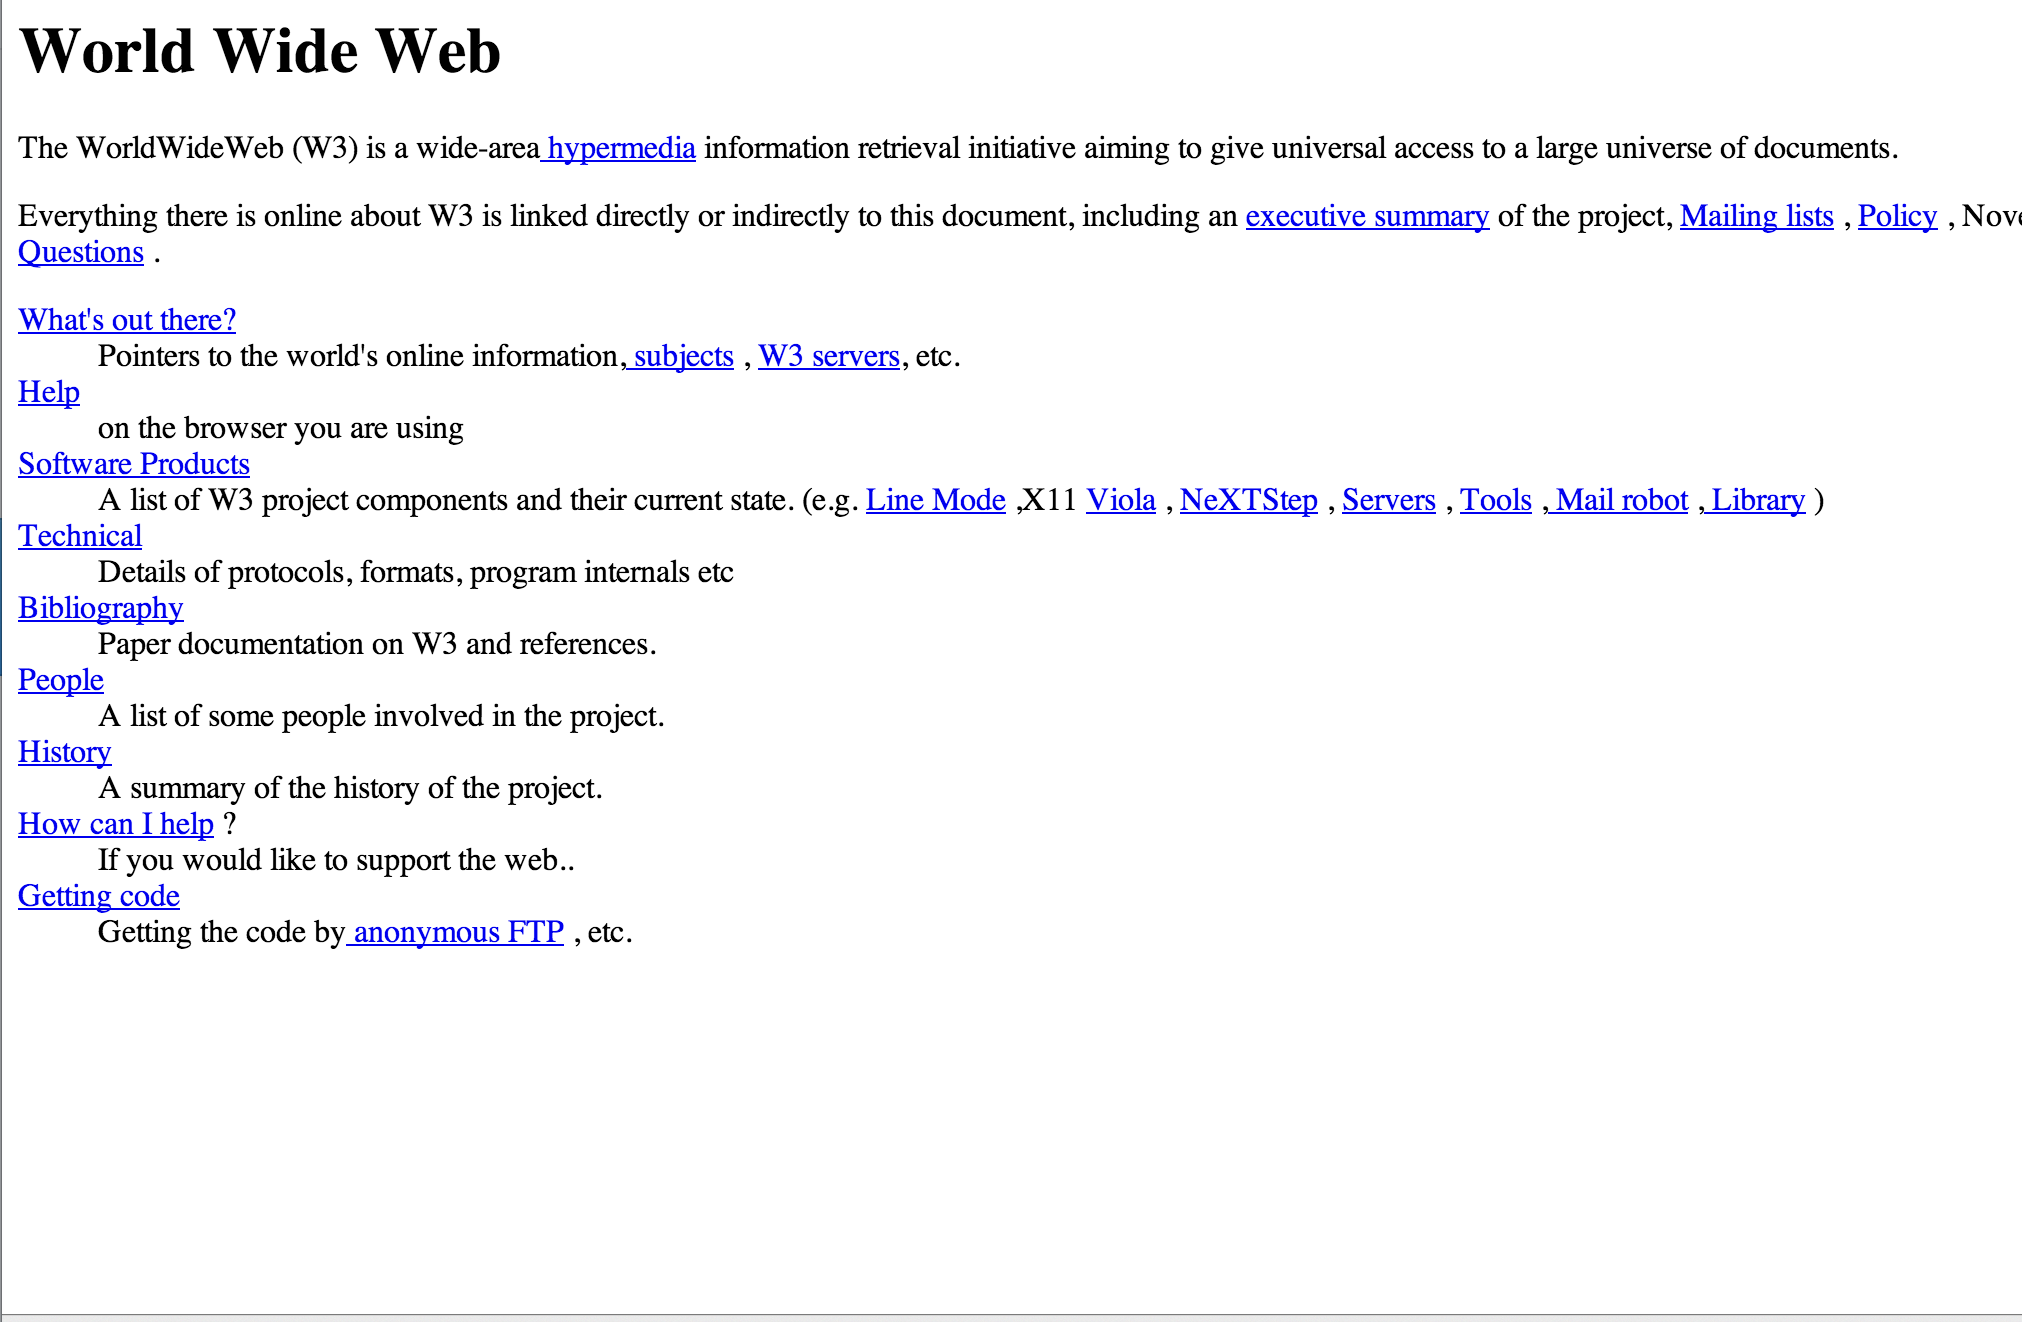 World Wide Web
The WorldWideWeb (W3) is a wide-area hypermedia information retrieval initiative aiming to give universal access to a large universe of documents.
Everything there is online about W3 is linked directly or indirectly to this document, including an executive summary of the project, Mailing lists , Policy , Nov
Questions .
What's out there?
Pointers to the world's online information, subjects , W3 servers, etc.
Help
on the browser you are using
Software Products
A list of W3 project components and their current state. (e.g. Line Mode ,X11 Viola , NeXTStep , Servers , Tools , Mail robot , Library )
Technical
Details of protocols, formats, program internals etc
Bibliography
Paper documentation on W3 and references.
People
A list of some people involved in the project.
History
A summary of the history of the project.
How can I help ?
If you would like to support the web..
Getting code
Getting the code by anonymous FTP , etc.